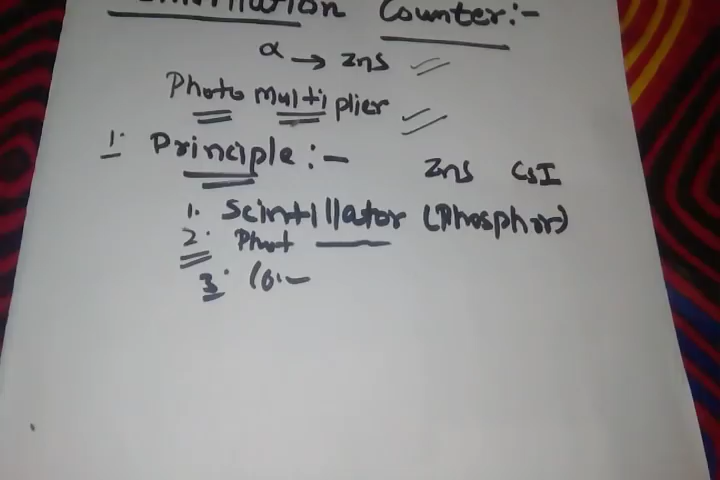 Counter:-
α → Zns
Photo multiplier
1. Principle :-
Zns CsI
1. Scintillator (Phosphor)
2. Phot
3.